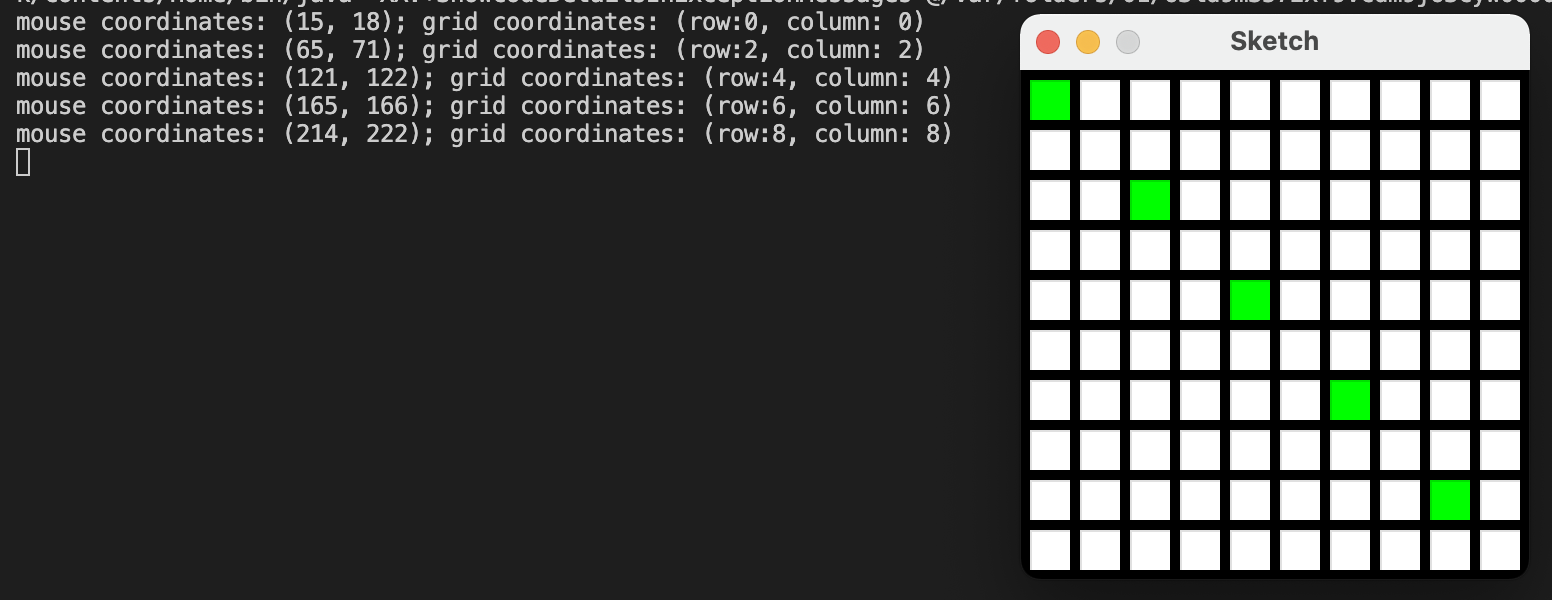 mouse coordinates: (15, 18); grid coordinates: (row:0, column: 0)
mouse coordinates: (65, 71); grid coordinates: (row:2, column: 2)
mouse coordinates: (121, 122); grid coordinates: (row:4, column: 4)
mouse coordinates: (165, 166); grid coordinates: (row:6, column: 6)
mouse coordinates: (214, 222); grid coordinates: (row:8, column: 8)
Sketch